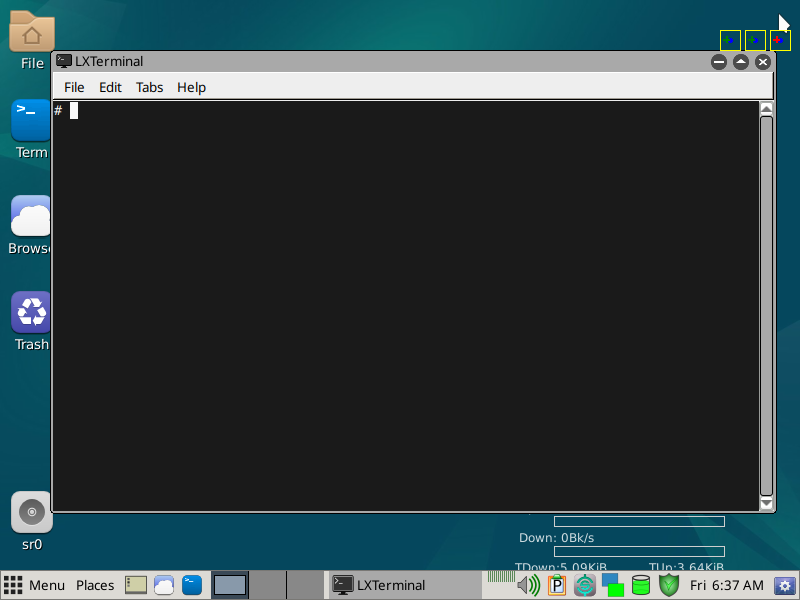 LXTerminal
File Edit Tabs Help
#
File
Term
Brows
Trash
sr0
Down: 0Bk/s
TDown:5.09KiB TUp:3.64KiB
Menu Places LXTerminal P Fri 6:37 AM